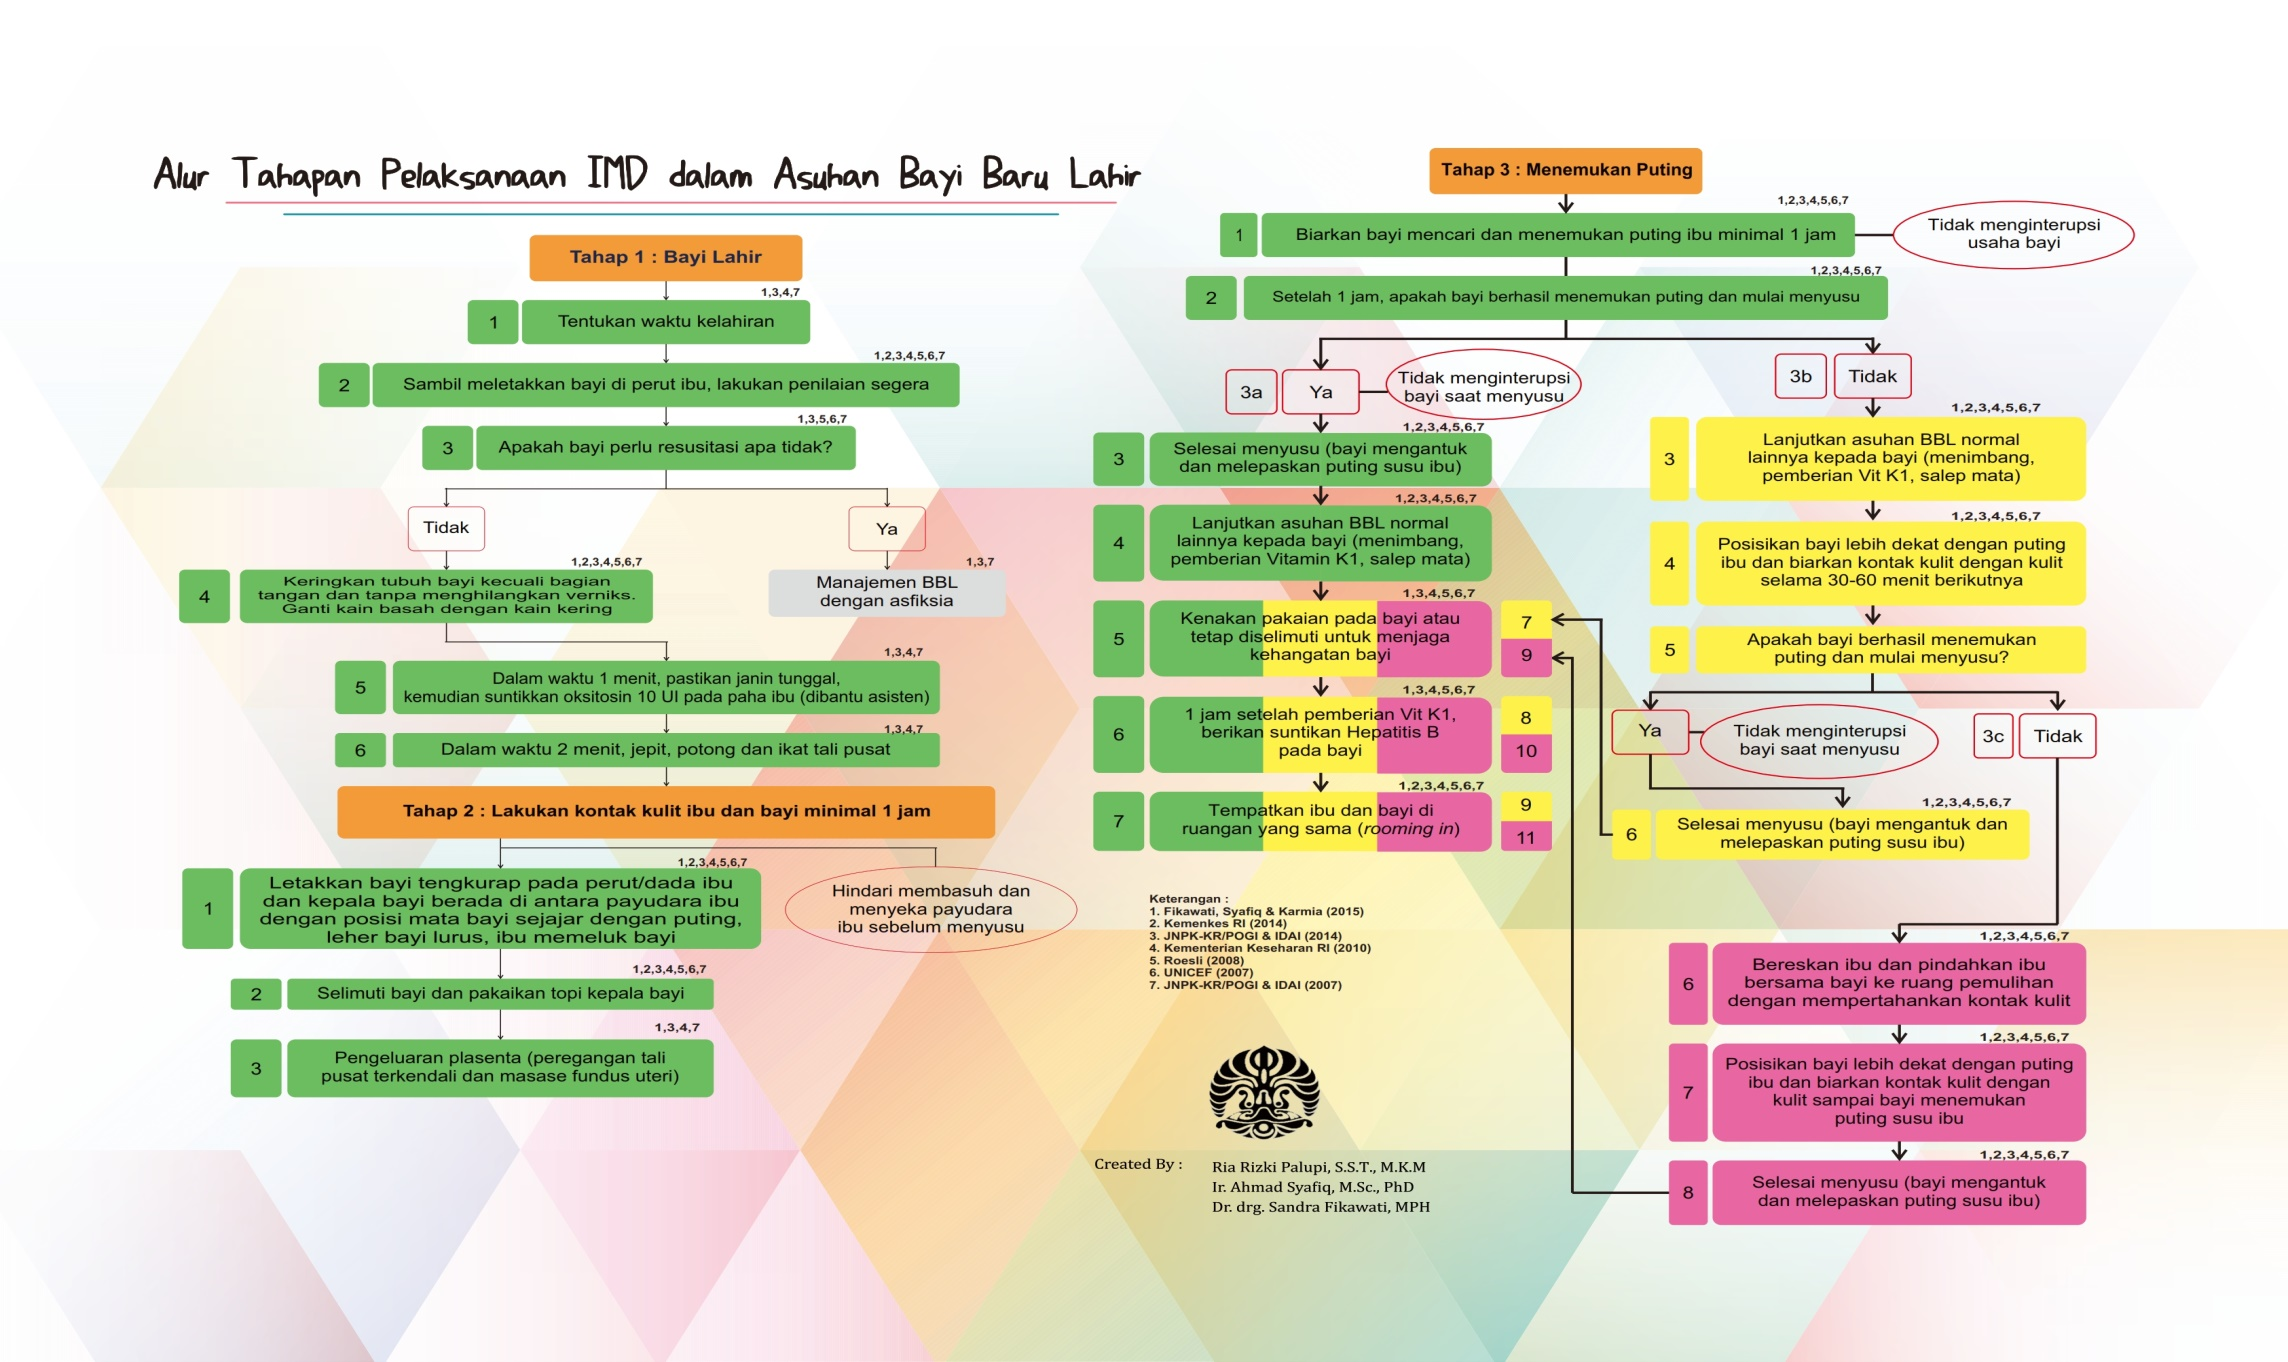 Alur Tahapan Pelaksanaan IMD dalam Asuhan Bayi Baru Lahir
Tahap 1 : Bayi Lahir
1,3,4,7
1
Tentukan waktu kelahiran
1,2,3,4,5,6,7
2
Sambil meletakkan bayi di perut ibu, lakukan penilaian segera
1,3,5,6,7
3
Apakah bayi perlu resusitasi apa tidak?
Tidak
Ya
1,2,3,4,5,6,7
4
Keringkan tubuh bayi kecuali bagian
tangan dan tanpa menghilangkan verniks.
Ganti kain basah dengan kain kering
1,3,7
Manajemen BBL
dengan asfiksia
1,3,4,7
5
Dalam waktu 1 menit, pastikan janin tunggal,
kemudian suntikkan oksitosin 10 UI pada paha ibu (dibantu asisten)
1,3,4,7
6
Dalam waktu 2 menit, jepit, potong dan ikat tali pusat
Tahap 2 : Lakukan kontak kulit ibu dan bayi minimal 1 jam
1,2,3,4,5,6,7
1
Letakkan bayi tengkurap pada perut/dada ibu
dan kepala bayi berada di antara payudara ibu
dengan posisi mata bayi sejajar dengan puting,
leher bayi lurus, ibu memeluk bayi
Hindari membasuh dan
menyeka payudara
ibu sebelum menyusu
1,2,3,4,5,6,7
2
Selimuti bayi dan pakaikan topi kepala bayi
1,3,4,7
3
Pengeluaran plasenta (peregangan tali
pusat terkendali dan masase fundus uteri)
Tahap 3 : Menemukan Puting
1,2,3,4,5,6,7
1
Biarkan bayi mencari dan menemukan puting ibu minimal 1 jam
Tidak menginterupsi
usaha bayi
1,2,3,4,5,6,7
2
Setelah 1 jam, apakah bayi berhasil menemukan puting dan mulai menyusu
3a
Ya
Tidak menginterupsi
bayi saat menyusu
1,2,3,4,5,6,7
3
Selesai menyusu (bayi mengantuk
dan melepaskan puting susu ibu)
1,2,3,4,5,6,7
4
Lanjutkan asuhan BBL normal
lainnya kepada bayi (menimbang,
pemberian Vitamin K1, salep mata)
1,3,4,5,6,7
5
Kenakan pakaian pada bayi atau
tetap diselimuti untuk menjaga
kehangatan bayi
7
9
1,3,4,5,6,7
6
1 jam setelah pemberian Vit K1,
berikan suntikan Hepatitis B
pada bayi
8
10
1,2,3,4,5,6,7
7
Tempatkan ibu dan bayi di
ruangan yang sama (rooming in)
9
11
3b
Tidak
1,2,3,4,5,6,7
3
Lanjutkan asuhan BBL normal
lainnya kepada bayi (menimbang,
pemberian Vit K1, salep mata)
1,2,3,4,5,6,7
4
Posisikan bayi lebih dekat dengan puting
ibu dan biarkan kontak kulit dengan kulit
selama 30-60 menit berikutnya
5
Apakah bayi berhasil menemukan
puting dan mulai menyusu?
Ya
Tidak menginterupsi
bayi saat menyusu
3c
Tidak
1,2,3,4,5,6,7
6
Selesai menyusu (bayi mengantuk dan
melepaskan puting susu ibu)
1,2,3,4,5,6,7
6
Bereskan ibu dan pindahkan ibu
bersama bayi ke ruang pemulihan
dengan mempertahankan kontak kulit
1,2,3,4,5,6,7
7
Posisikan bayi lebih dekat dengan puting
ibu dan biarkan kontak kulit dengan
kulit sampai bayi menemukan
puting susu ibu
1,2,3,4,5,6,7
8
Selesai menyusu (bayi mengantuk
dan melepaskan puting susu ibu)
Keterangan :
1. Fikawati, Syafiq & Karmia (2015)
2. Kemenkes RI (2014)
3. JNPK-KR/POGI & IDAI (2014)
4. Kementerian Keseharan RI (2010)
5. Roesli (2008)
6. UNICEF (2007)
7. JNPK-KR/POGI & IDAI (2007)
Created By :
Ria Rizki Palupi, S.S.T., M.K.M
Ir. Ahmad Syafiq, M.Sc., PhD
Dr. drg. Sandra Fikawati, MPH